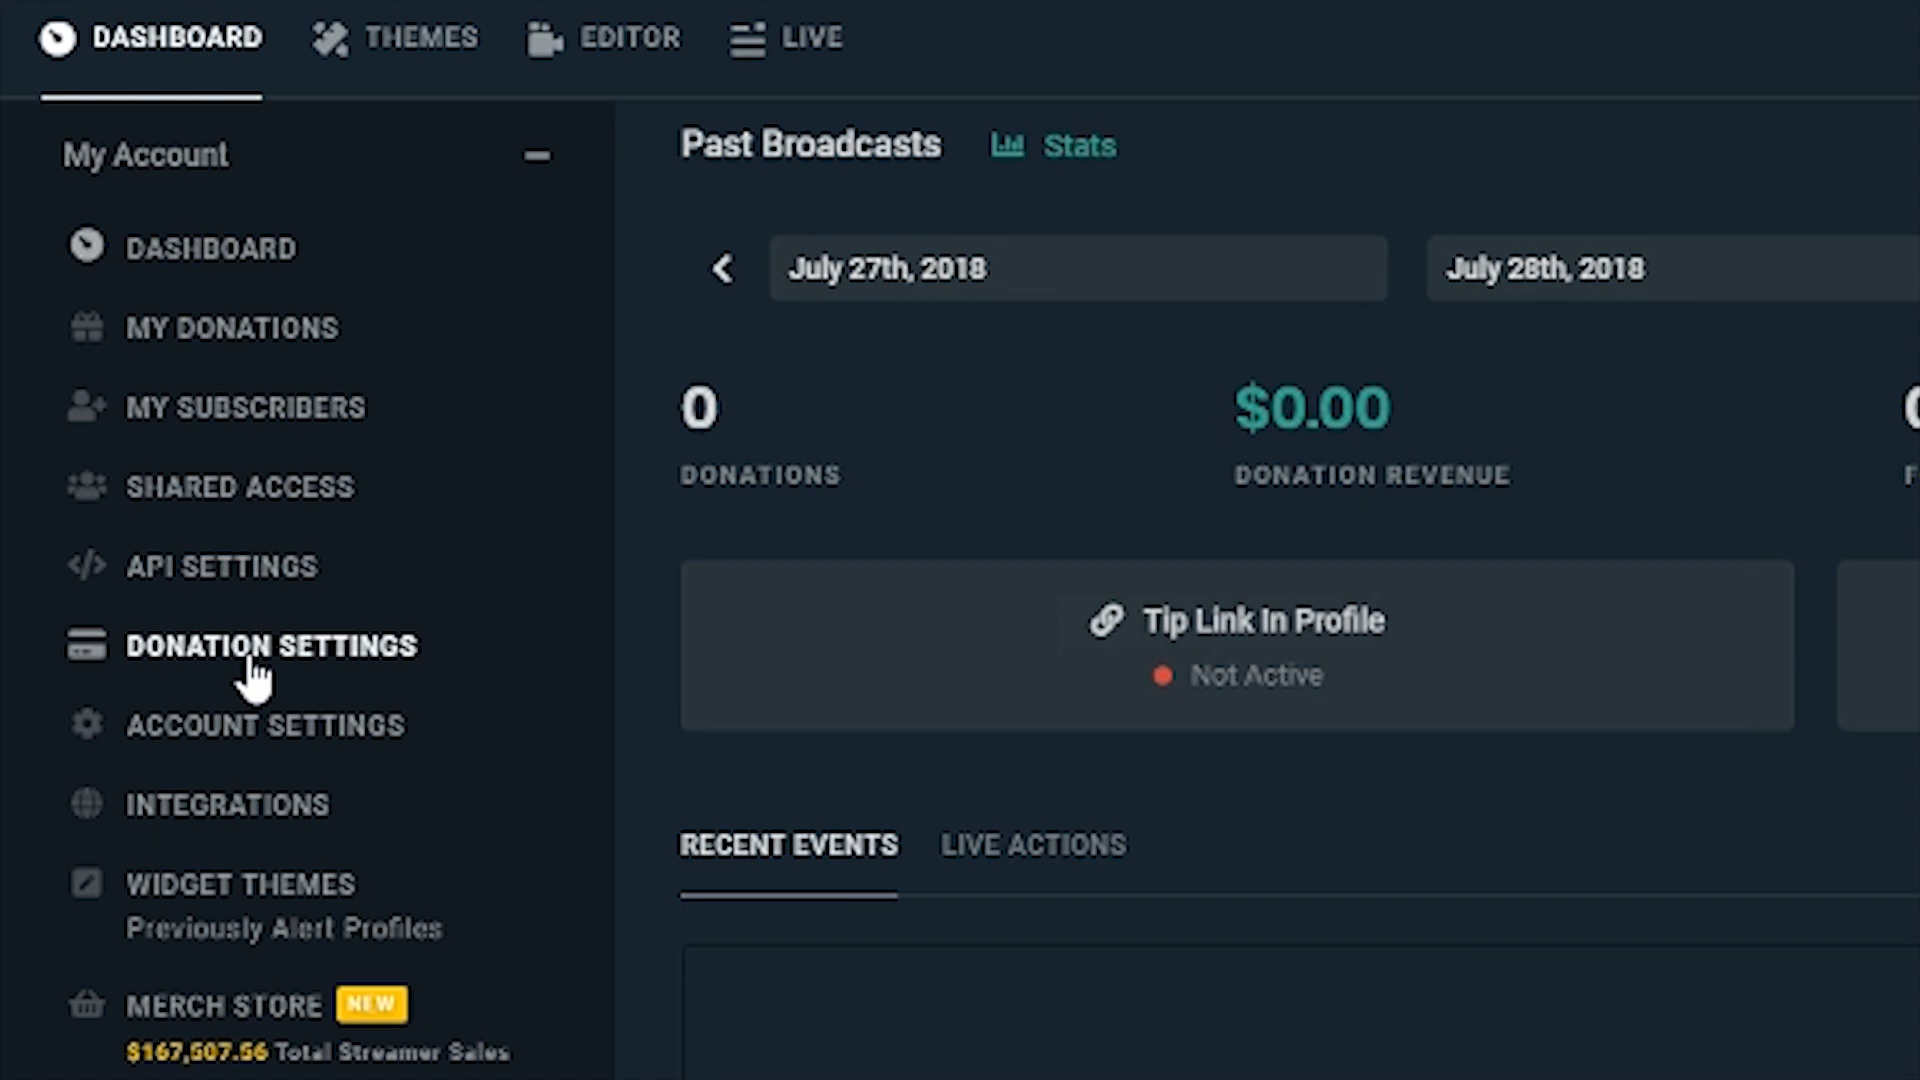 DASHBOARD THEMES EDITOR LIVE
My Account
DASHBOARD
MY DONATIONS
MY SUBSCRIBERS
SHARED ACCESS
API SETTINGS
DONATION SETTINGS
ACCOUNT SETTINGS
INTEGRATIONS
WIDGET THEMES
Previously Alert Profiles
MERCH STORE NEW
$167,507.56 Total Streamer Sales
Past Broadcasts Stats
July 27th, 2018 July 28th, 2018
0 $0.00
DONATIONS DONATION REVENUE
Tip Link In Profile
Not Active
RECENT EVENTS LIVE ACTIONS